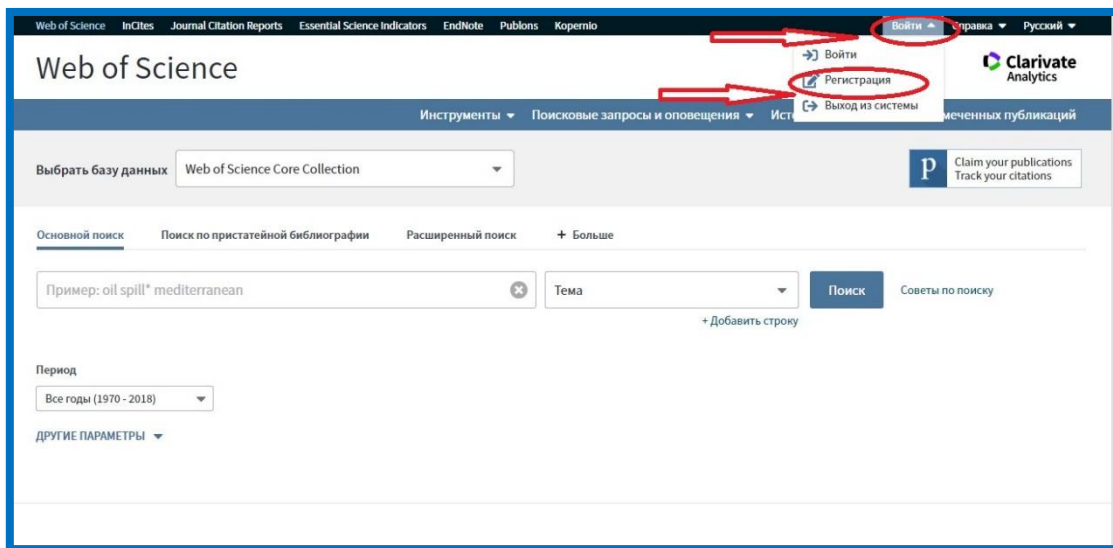 Web of Science InCites Journal Citation Reports Essential Science Indicators EndNote Publons Kopernio Войти Справка Русский
Web of Science
Войти
Регистрация
Выход из системы
Clarivate
Analytics
Инструменты Поисковые запросы и оповещения
публикаций
Выбрать базу данных Web of Science Core Collection
p Claim your publications
Track your citations
Основной поиск Поиск по пристатейной библиографии Расширенный поиск + Больше
Пример: oil spill* mediterranean Тема Поиск Советы по поиску
+ Добавить строку
Период
Все годы (1970 - 2018)
ДРУГИЕ ПАРАМЕТРЫ